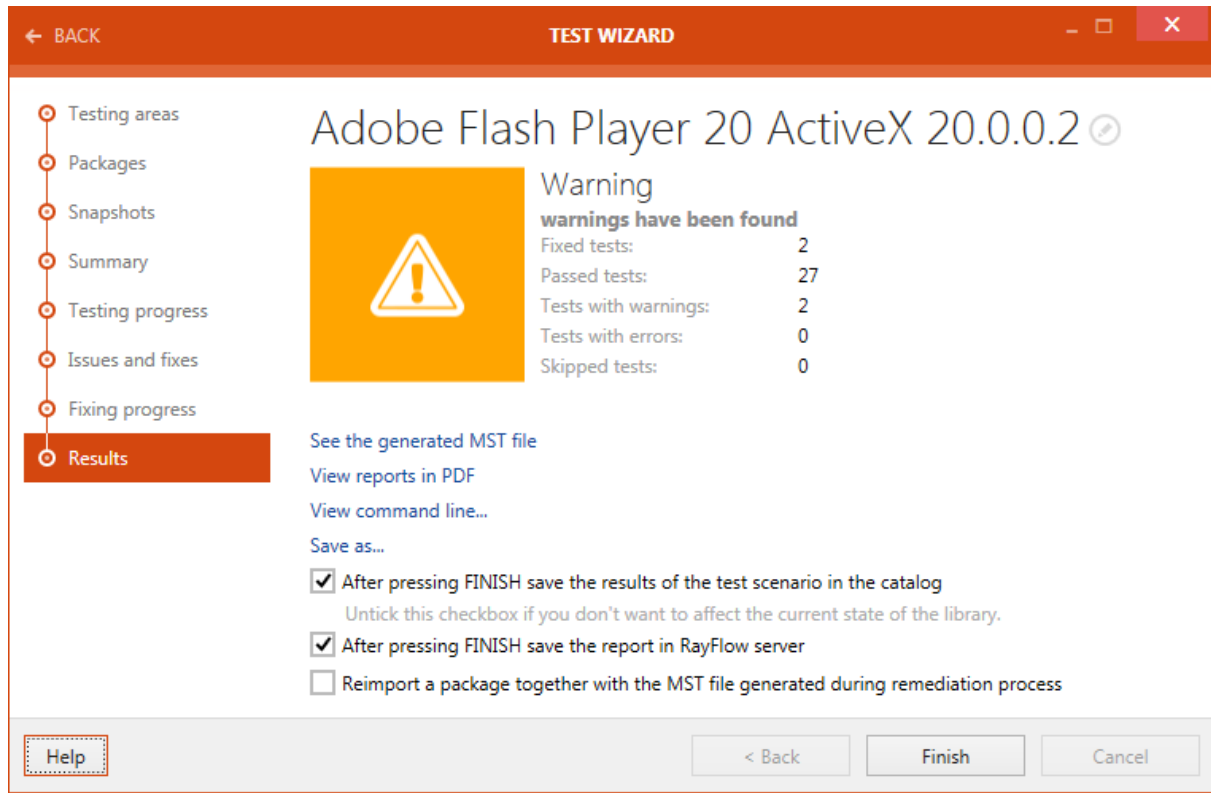 BACK
TEST WIZARD
Testing areas
Packages
Snapshots
Summary
Testing progress
Issues and fixes
Fixing progress
Results
Adobe Flash Player 20 ActiveX 20.0.0.2
Warning
warnings have been found
Fixed tests: 2
Passed tests: 27
Tests with warnings: 2
Tests with errors: 0
Skipped tests: 0
See the generated MST file
View reports in PDF
View command line...
Save as...
After pressing FINISH save the results of the test scenario in the catalog
Untick this checkbox if you don't want to affect the current state of the library.
After pressing FINISH save the report in RayFlow server
Reimport a package together with the MST file generated during remediation process
Help
< Back
Finish
Cancel